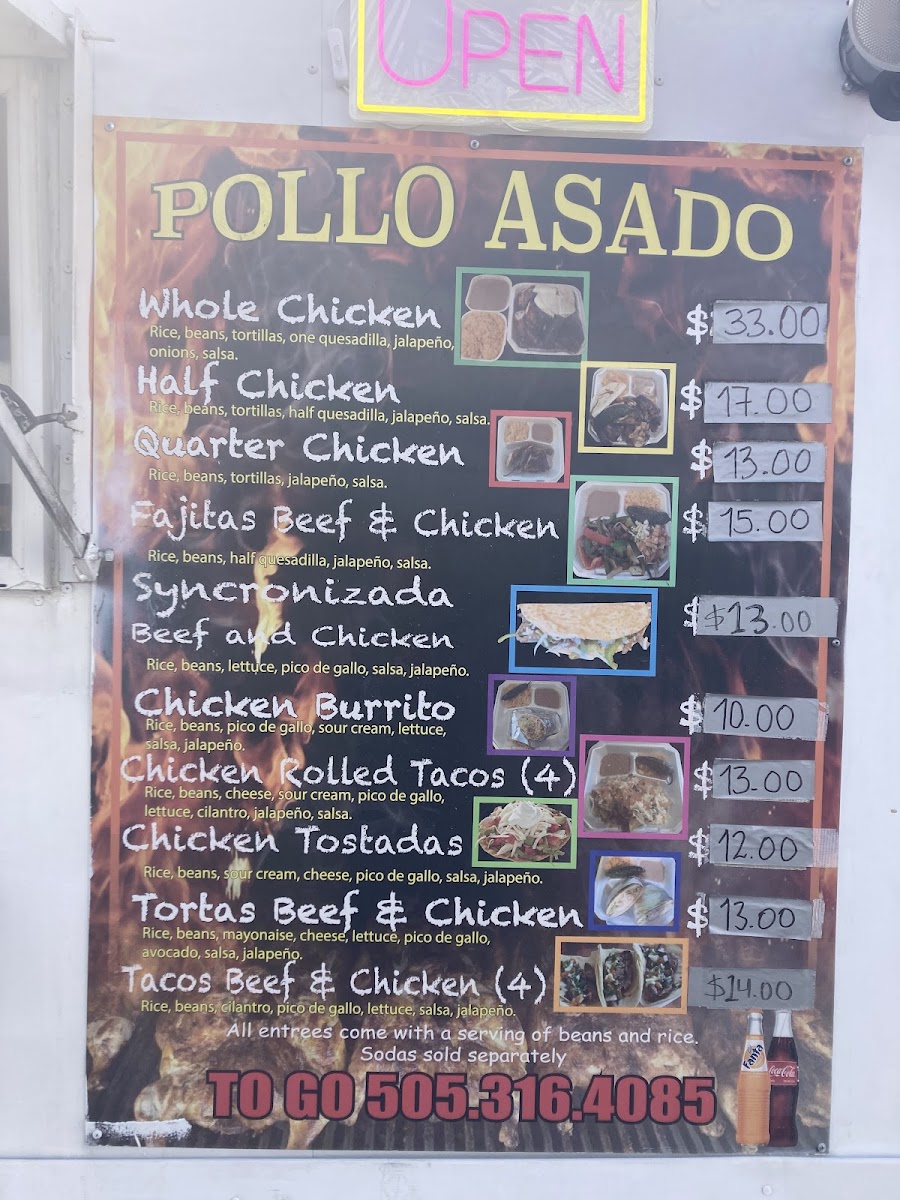 OPEN
POLLO ASADO
Whole Chicken $ 33.00
Rice, beans, tortillas, one quesadilla, jalapeño,
onions, salsa.
Half Chicken $ 17.00
Rice, beans, tortillas, half quesadilla, jalapeño, salsa.
Quarter Chicken $ 13.00
Rice, beans, tortillas, jalapeño, salsa.
Fajitas Beef & Chicken $ 15.00
Rice, beans, half quesadilla, jalapeño, salsa.
Syncronizada
Beef and Chicken $ $13.00
Rice, beans, lettuce, pico de gallo, salsa, jalapeño.
Chicken Burrito $ 10.00
Rice, beans, pico de gallo, sour cream, lettuce,
salsa, jalapeño.
Chicken Rolled Tacos (4) $ 13.00
Rice, beans, cheese, sour cream, pico de gallo,
lettuce, cilantro, jalapeño, salsa.
Chicken Tostadas $ 12.00
Rice, beans, sour cream, cheese, pico de gallo, salsa, jalapeño.
Tortas Beef & Chicken $ 13.00
Rice, beans, mayonaise, cheese, lettuce, pico de gallo,
avocado, salsa, jalapeño.
Tacos Beef & Chicken (4) $14.00
Rice, beans, cilantro, pico de gallo, lettuce, salsa, jalapeño.
All entrees come with a serving of beans and rice.
Sodas sold separately
Fanta
Coca-Cola
TO GO 505.316.4085